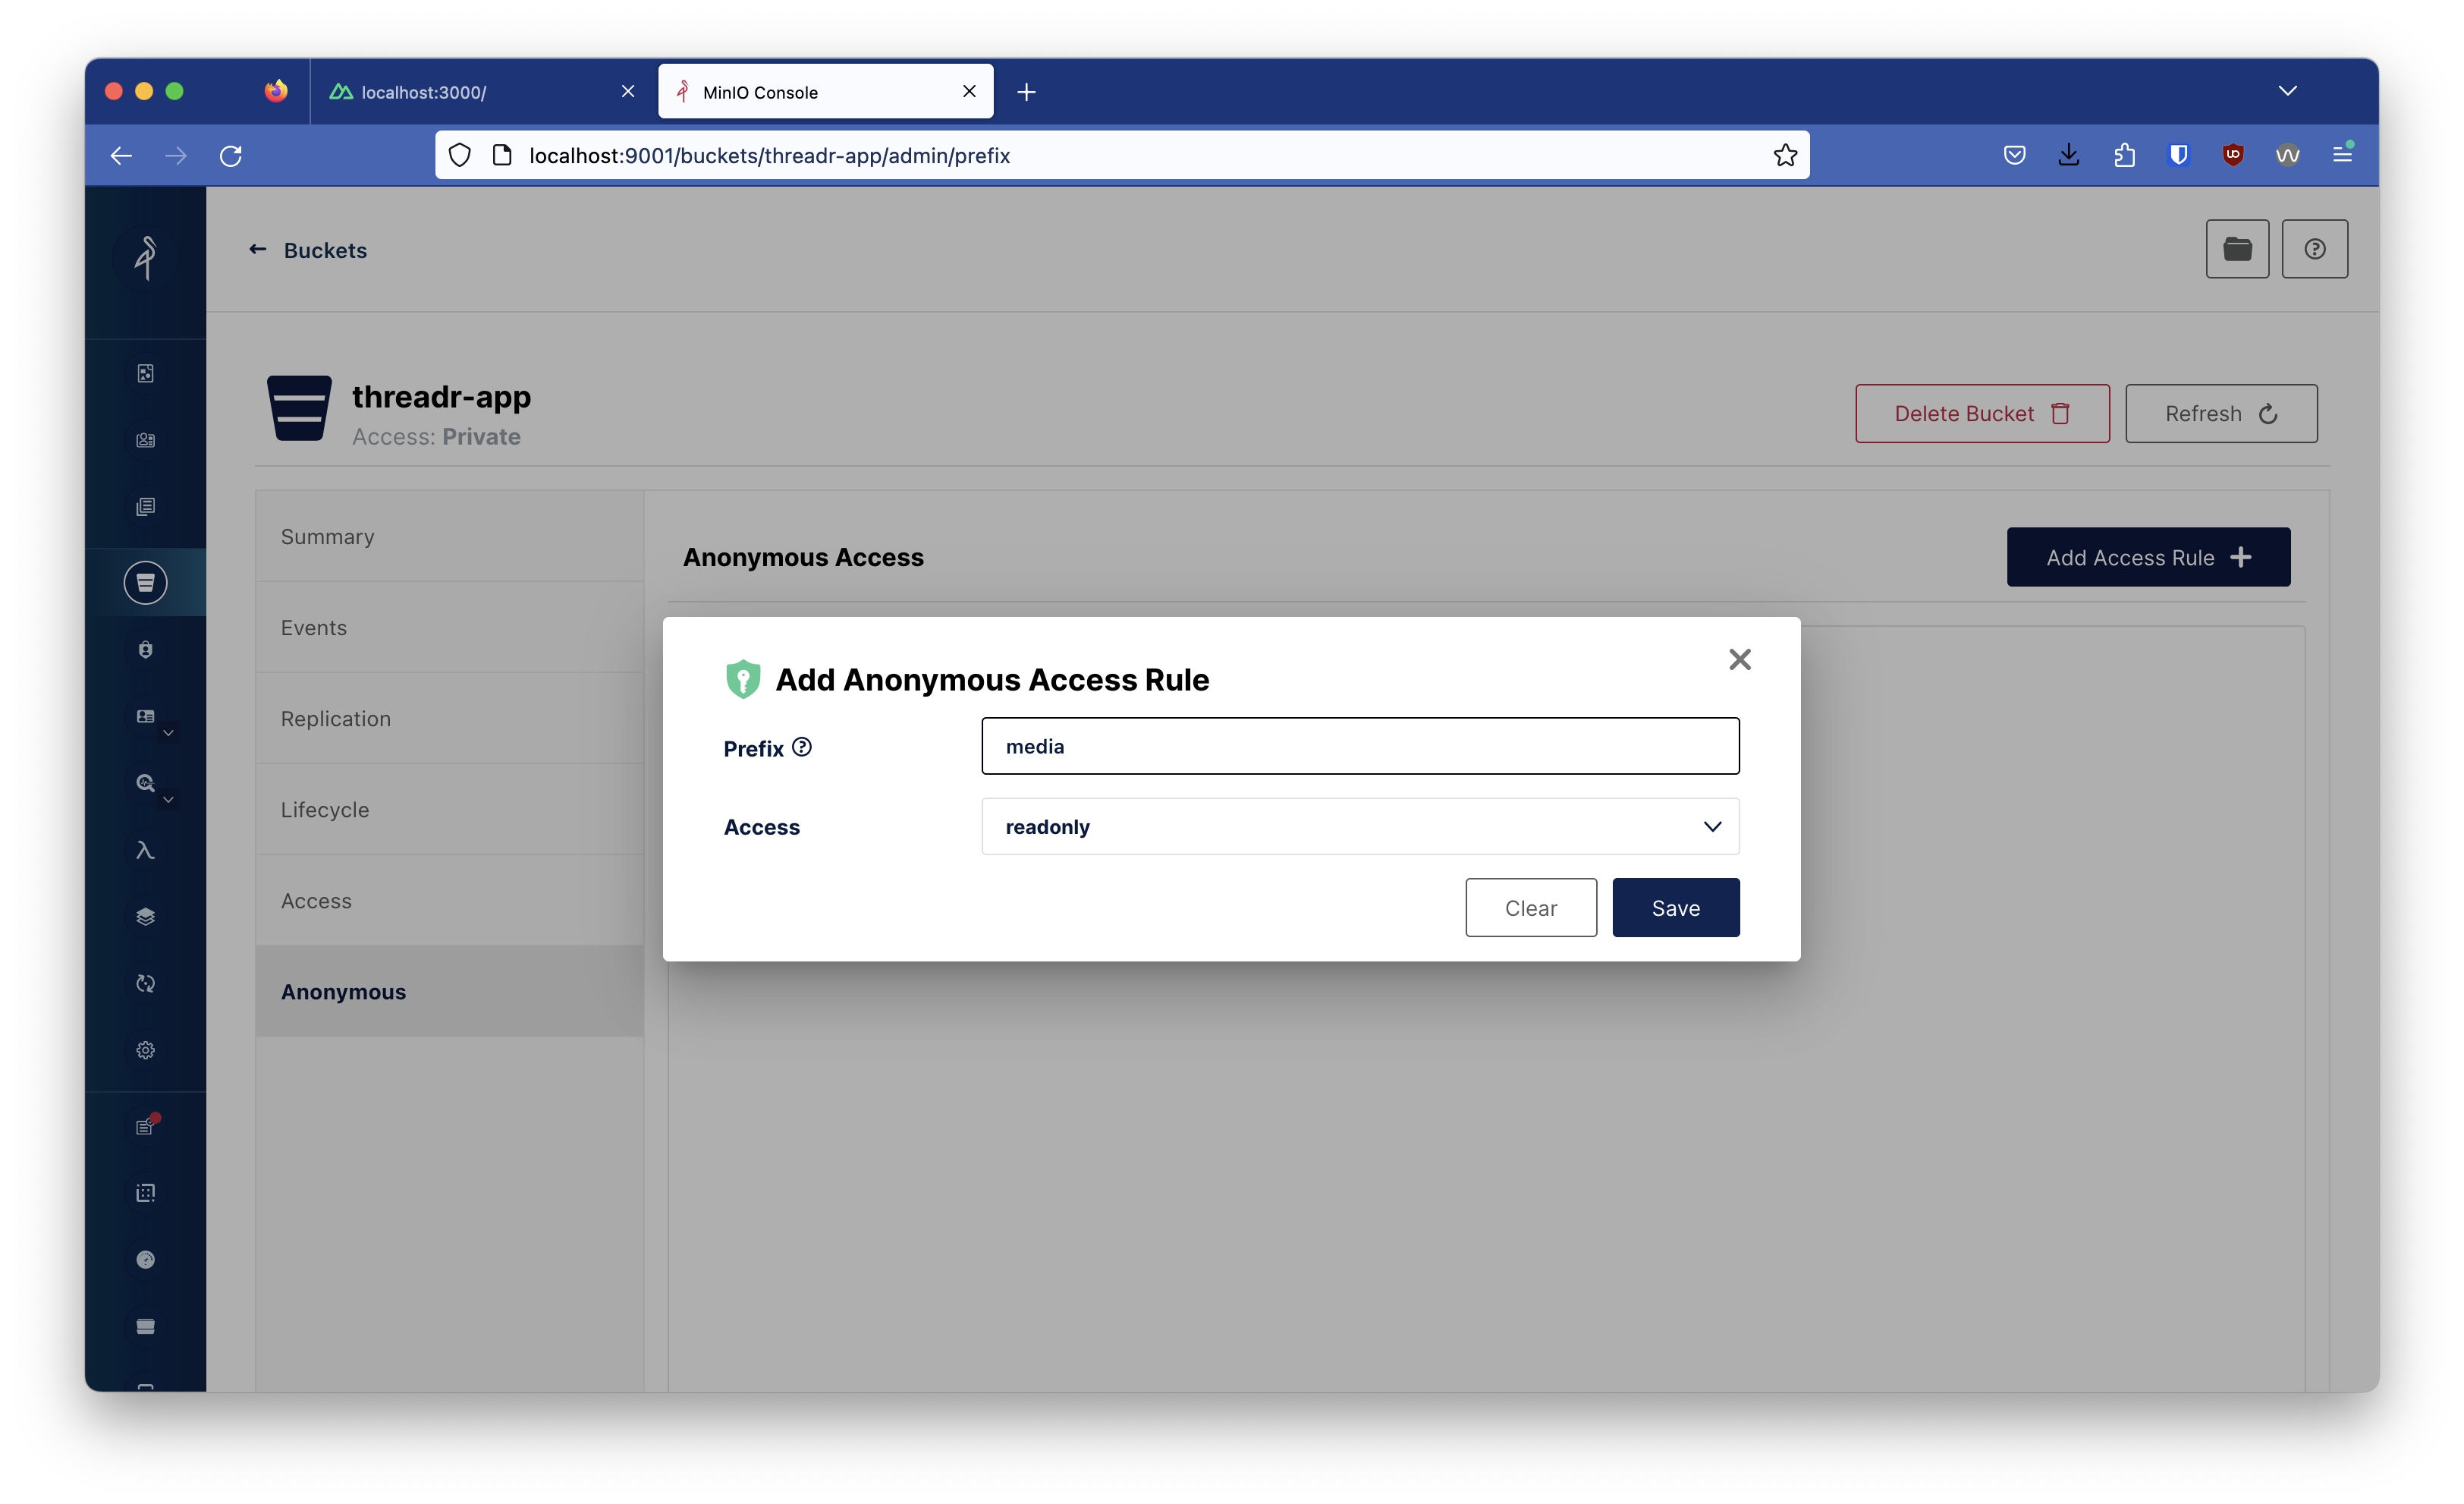 localhost:3000/
MinIO Console
localhost:9001/buckets/threadr-app/admin/prefix
Buckets
threadr-app
Access: Private
Delete Bucket
Refresh
Summary
Events
Replication
Lifecycle
Access
Anonymous
Anonymous Access
Add Access Rule
Add Anonymous Access Rule
Prefix
media
Access
readonly
Clear
Save